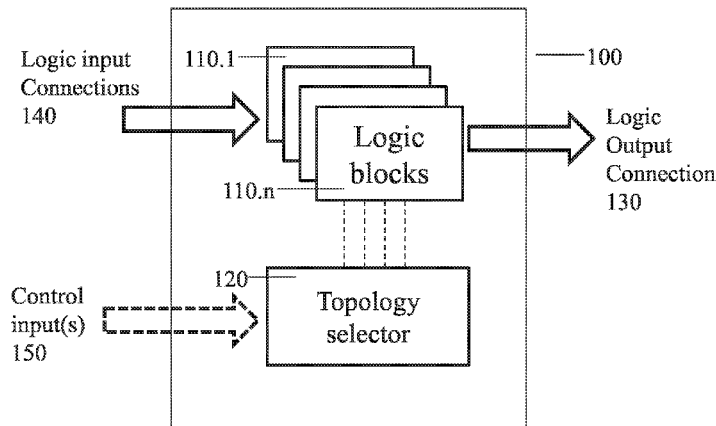 Logic input
Connections
140
110.1
100
Logic
blocks
110.n
Logic
Output
Connection
130
120
Topology
selector
Control
input(s)
150